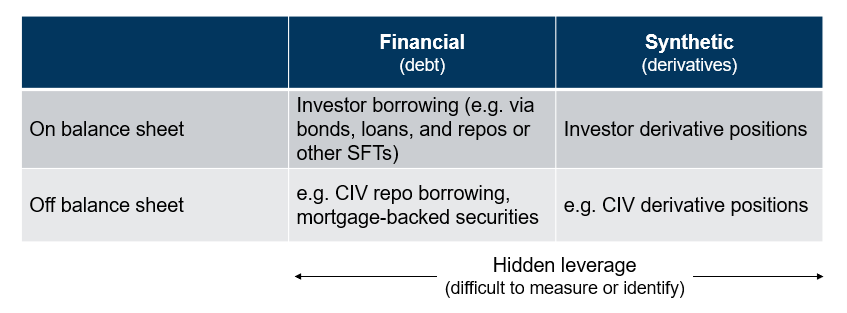 Financial
(debt)
Synthetic
(derivatives)
On balance sheet
Investor borrowing (e.g. via
bonds, loans, and repos or
other SFTs)
Investor derivative positions
Off balance sheet
e.g. CIV repo borrowing,
mortgage-backed securities
e.g. CIV derivative positions
Hidden leverage
(difficult to measure or identify)